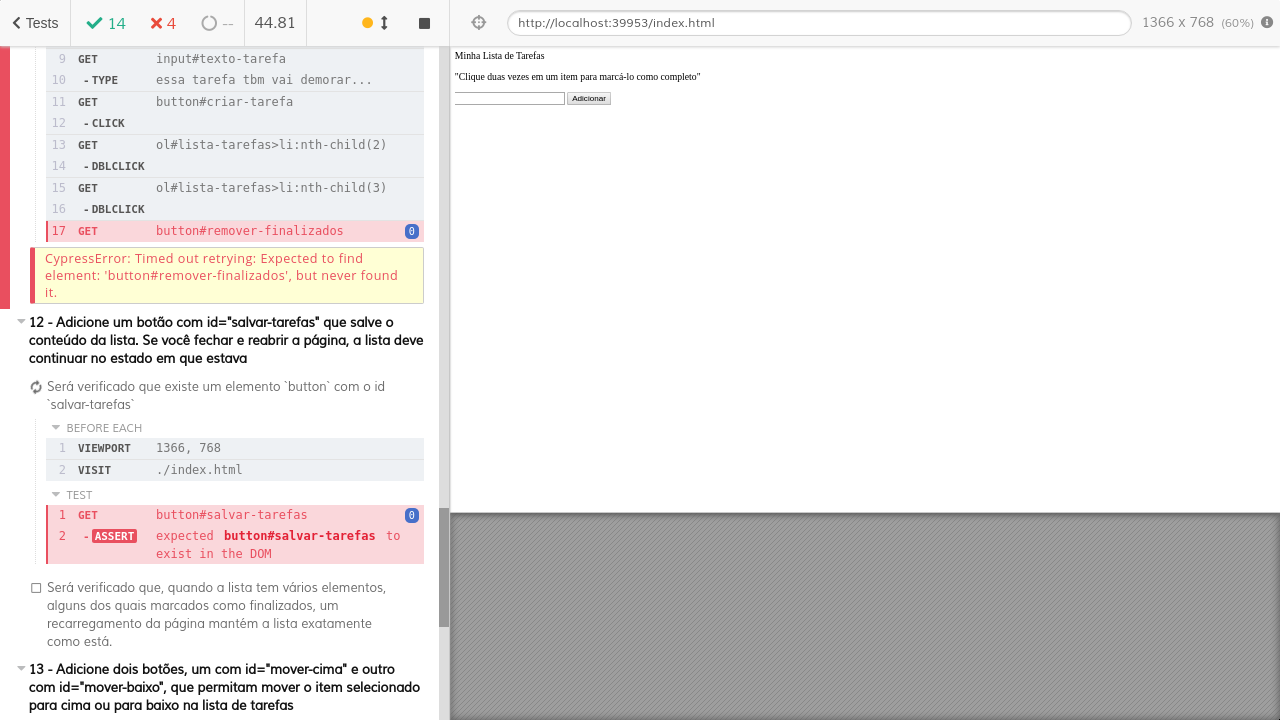 Tests 14 4 -- 44.81 http://localhost:39953/index.html 1366 x 768 (60%)
9 GET input#texto-tarefa
10 -TYPE essa tarefa tbm vai demorar...
11 GET button#criar-tarefa
12 -CLICK
13 GET ol#lista-tarefas>li:nth-child(2)
14 -DBLCLICK
15 GET ol#lista-tarefas>li:nth-child(3)
16 -DBLCLICK
17 GET button#remover-finalizados 0
CypressError: Timed out retrying: Expected to find
element: 'button#remover-finalizados', but never found
it.
12 - Adicione um botão com id="salvar-tarefas" que salve o
conteúdo da lista. Se você fechar e reabrir a página, a lista deve
continuar no estado em que estava
Será verificado que existe um elemento `button` com o id
`salvar-tarefas`
BEFORE EACH
1 VIEWPORT 1366, 768
2 VISIT ./index.html
TEST
1 GET button#salvar-tarefas 0
2 -ASSERT expected button#salvar-tarefas to
exist in the DOM
Será verificado que, quando a lista tem vários elementos,
alguns dos quais marcados como finalizados, um
recarregamento da página mantém a lista exatamente
como está.
13 - Adicione dois botões, um com id="mover-cima" e outro
com id="mover-baixo", que permitam mover o item selecionado
para cima ou para baixo na lista de tarefas
Minha Lista de Tarefas
"Clique duas vezes em um item para marcá-lo como completo"
Adicionar